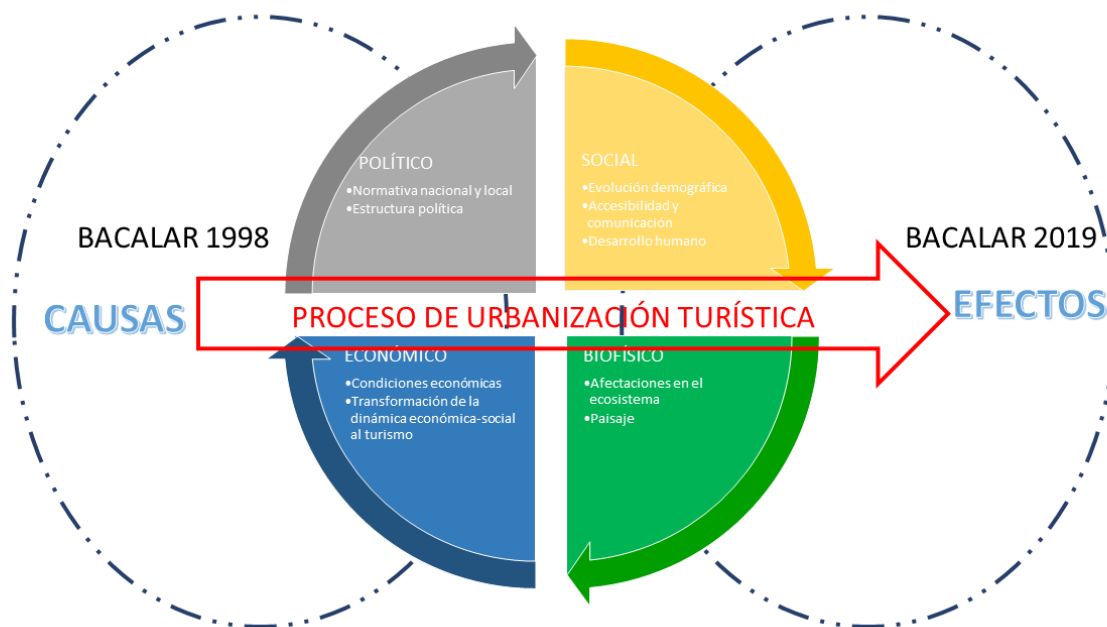 POLÍTICO
•Normativa nacional y local
•Estructura política
SOCIAL
•Evolución demográfica
•Accesibilidad y
comunicación
•Desarrollo humano
BACALAR 1998
BACALAR 2019
CAUSAS
PROCESO DE URBANIZACIÓN TURÍSTICA
EFECTOS
ECONÓMICO
•Condiciones económicas
•Transformación de la
dinámica económica-social
al turismo
BIOFÍSICO
•Afectaciones en el
ecosistema
•Paisaje